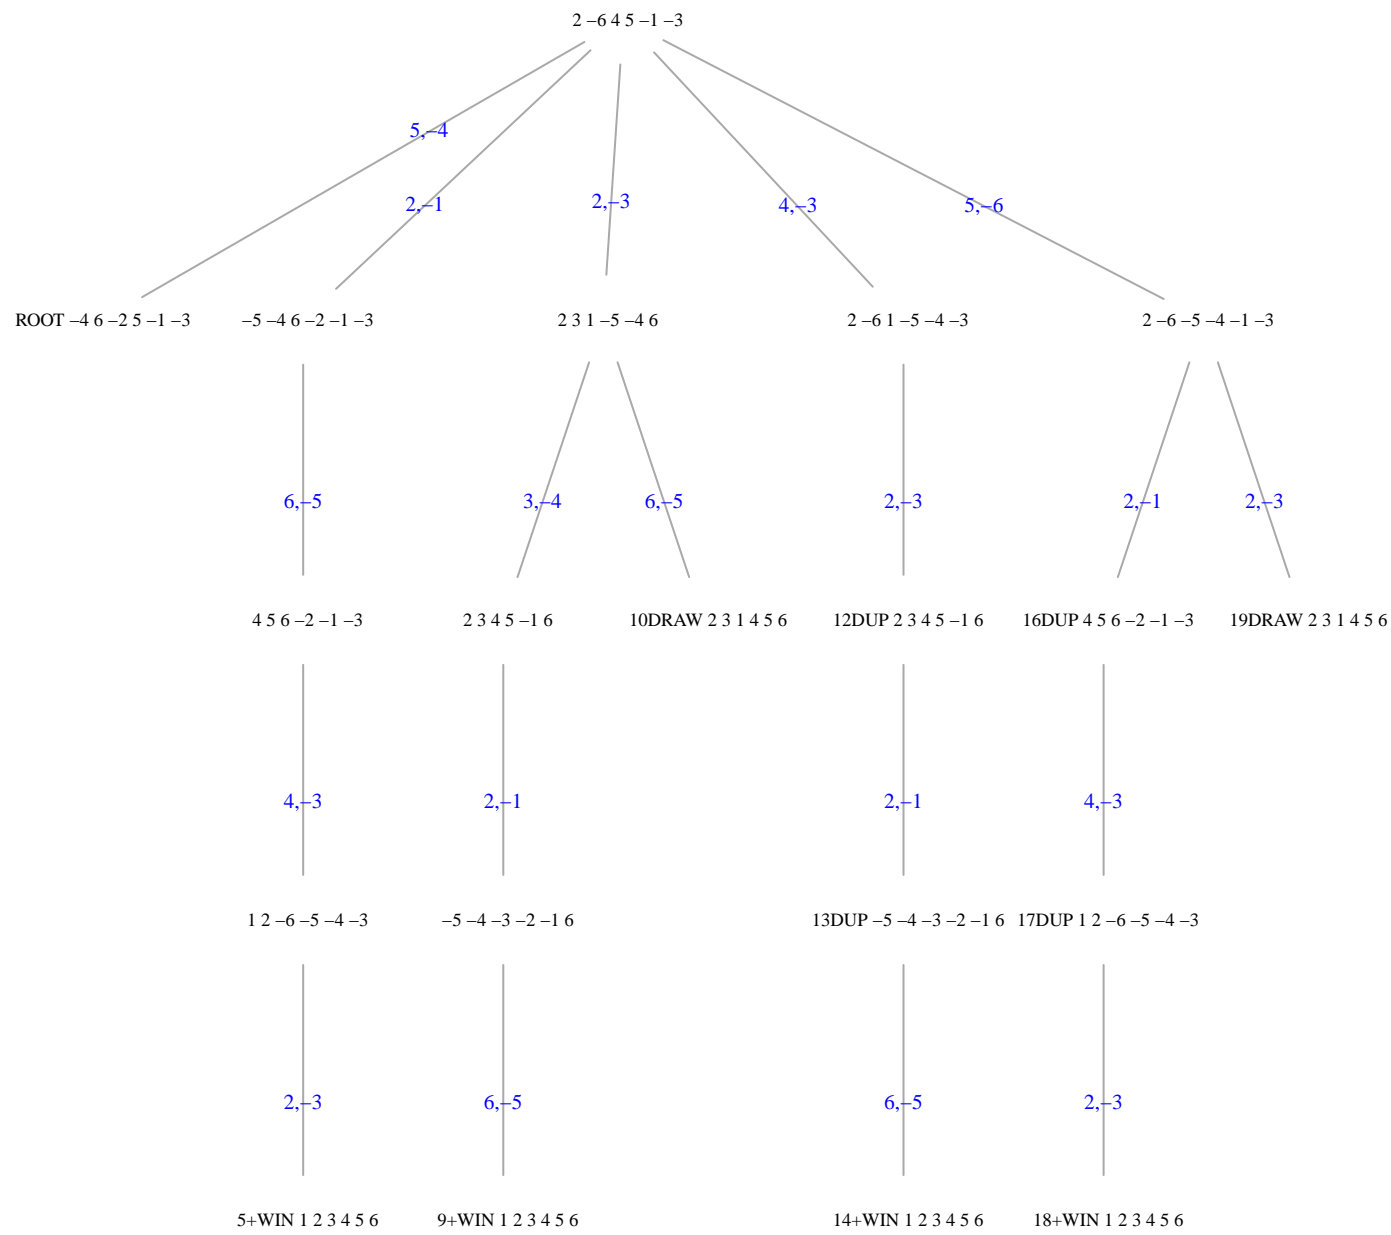 2 –6 4 5 –1 –3
5,–4
2,–1
2,–3
4,–3
5,–6
ROOT –4 6 –2 5 –1 –3
–5 –4 6 –2 –1 –3
2 3 1 –5 –4 6
2 –6 1 –5 –4 –3
2 –6 –5 –4 –1 –3
6,–5
3,–4
6,–5
2,–3
2,–1
2,–3
4 5 6 –2 –1 –3
2 3 4 5 –1 6
10DRAW 2 3 1 4 5 6
12DUP 2 3 4 5 –1 6
16DUP 4 5 6 –2 –1 –3
19DRAW 2 3 1 4 5 6
4,–3
2,–1
2,–1
4,–3
1 2 –6 –5 –4 –3
–5 –4 –3 –2 –1 6
13DUP –5 –4 –3 –2 –1 6
17DUP 1 2 –6 –5 –4 –3
2,–3
6,–5
6,–5
2,–3
5+WIN 1 2 3 4 5 6
9+WIN 1 2 3 4 5 6
14+WIN 1 2 3 4 5 6
18+WIN 1 2 3 4 5 6